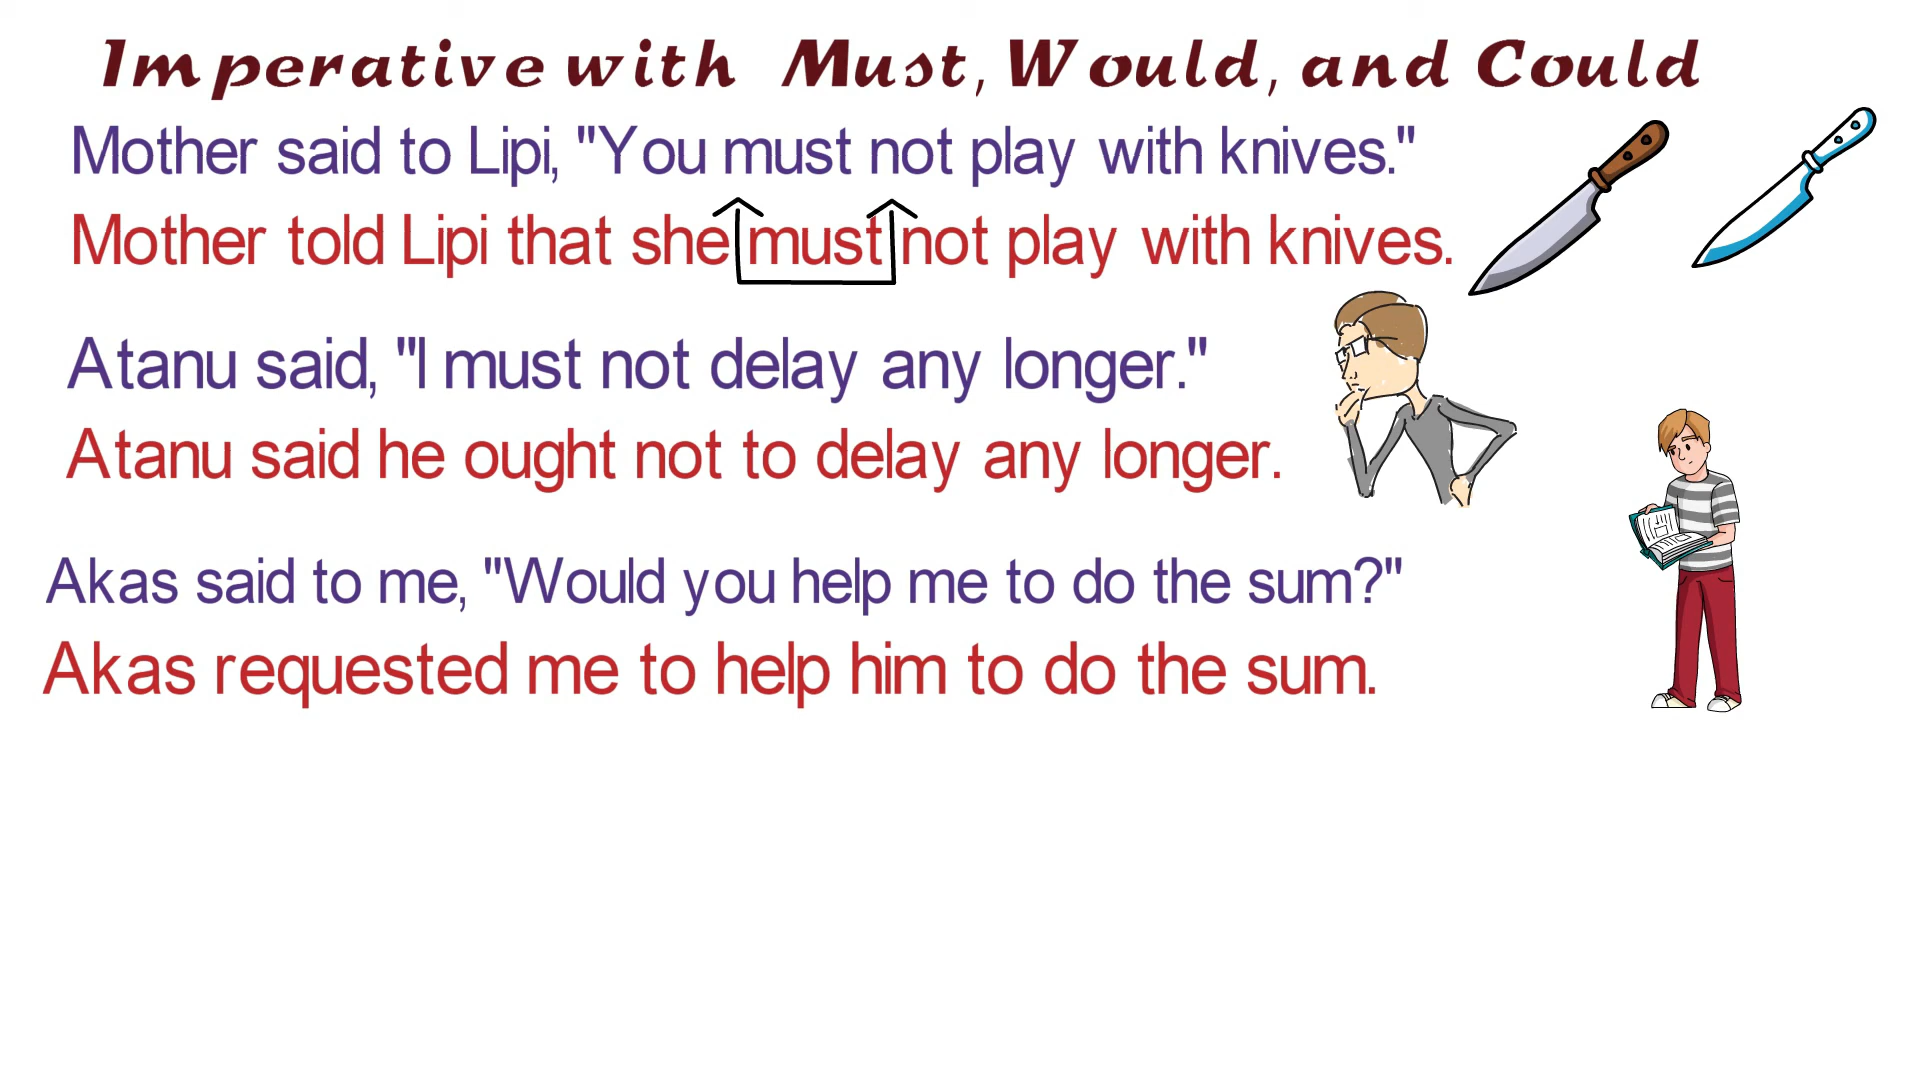 Imperative with Must, Would, and Could
Mother said to Lipi, "You must not play with knives."
Mother told Lipi that she must not play with knives.
Atanu said, "I must not delay any longer."
Atanu said he ought not to delay any longer.
Akas said to me, "Would you help me to do the sum?"
Akas requested me to help him to do the sum.